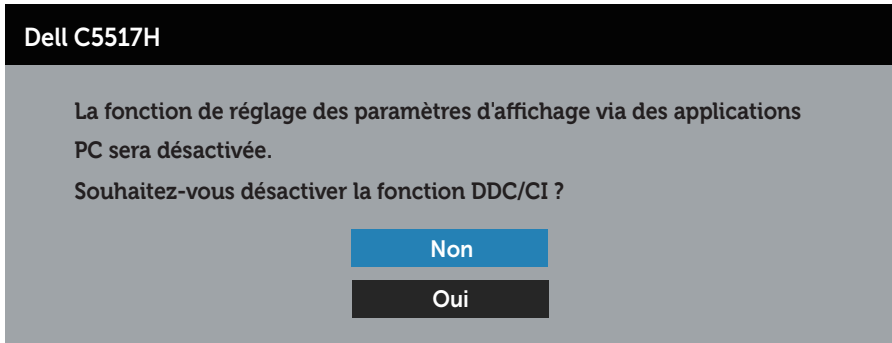 Dell C5517H
La fonction de réglage des paramètres d'affichage via des applications
PC sera désactivée.
Souhaitez-vous désactiver la fonction DDC/CI ?
Non
Oui